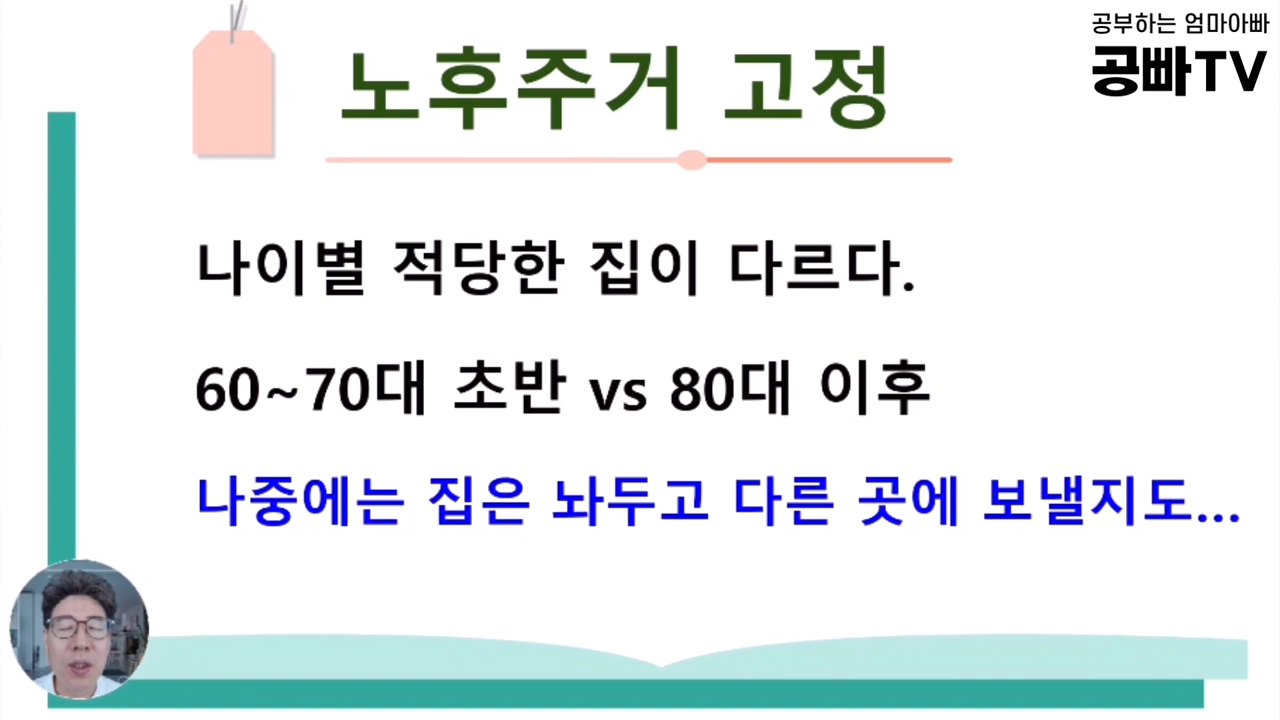 공부하는 엄마아빠
공빠TV
노후주거 고정
나이별 적당한 집이 다르다.
60~70대 초반 vs 80대 이후
나중에는 집은 놔두고 다른 곳에 보낼지도...